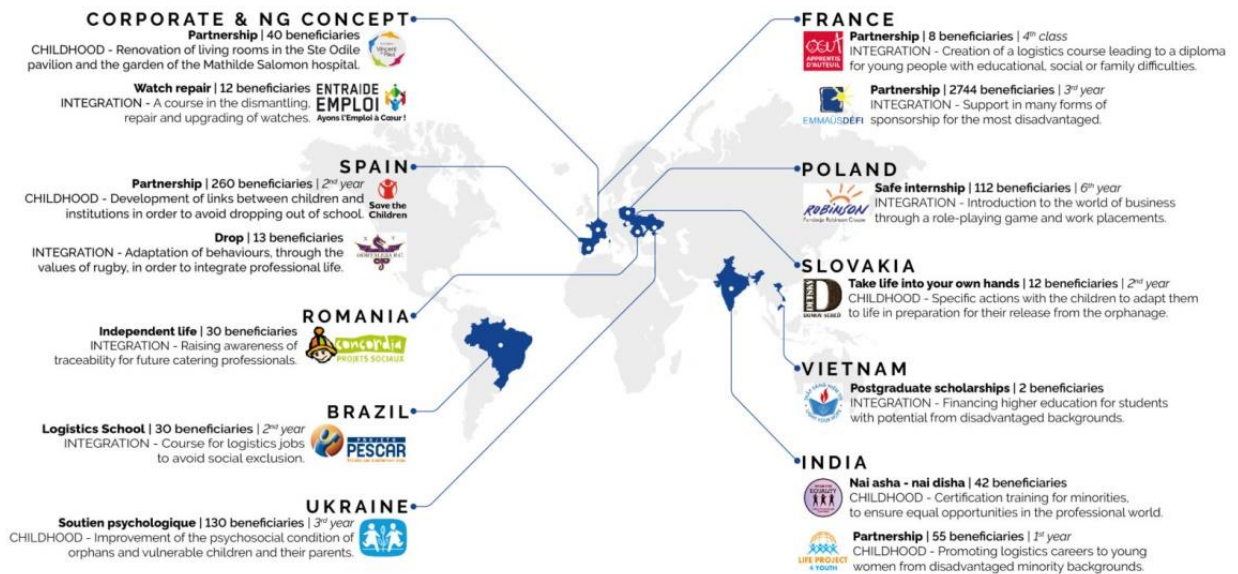 CORPORATE & NG CONCEPT
Partnership | 40 beneficiaries
CHILDHOOD - Renovation of living rooms in the Ste Odile
pavilion and the garden of the Mathilde Salomon hospital.
Watch repair | 12 beneficiaries
INTEGRATION - A course in the dismantling,
repair and upgrading of watches.
ENTRAIDE
EMPLOI
Ayons l'Emploi à Cœur !
SPAIN
Partnership | 260 beneficiaries | 2nd year
CHILDHOOD - Development of links between children and
institutions in order to avoid dropping out of school.
Save the
Children
Drop | 13 beneficiaries
INTEGRATION - Adaptation of behaviours, through the
values of rugby, in order to integrate professional life.
ROMANIA
Independent life | 30 beneficiaries
INTEGRATION - Raising awareness of
traceability for future catering professionals.
concordia
PROJETS SOCIAUX
BRAZIL
Logistics School | 30 beneficiaries | 2nd year
INTEGRATION - Course for logistics jobs
to avoid social exclusion.
PROJETO
PESCAR
UKRAINE
Soutien psychologique | 130 beneficiaries | 3rd year
CHILDHOOD - Improvement of the psychosocial condition of
orphans and vulnerable children and their parents.
FRANCE
Partnership | 8 beneficiaries | 4th class
INTEGRATION - Creation of a logistics course leading to a diploma
for young people with educational, social or family difficulties.
APPRENTIS
D'AUTEUIL
Partnership | 2744 beneficiaries | 3rd year
INTEGRATION - Support in many forms of
sponsorship for the most disadvantaged.
EMMAÜS DÉFI
POLAND
Safe internship | 112 beneficiaries | 6th year
INTEGRATION - Introduction to the world of business
through a role-playing game and work placements.
ROBINSON
SLOVAKIA
Take life into your own hands | 12 beneficiaries | 2nd year
CHILDHOOD - Specific actions with the children to adapt them
to life in preparation for their release from the orphanage.
DETSKÝ
VIETNAM
Postgraduate scholarships | 2 beneficiaries
INTEGRATION - Financing higher education for students
with potential from disadvantaged backgrounds.
INDIA
Nai asha - nai disha | 42 beneficiaries
CHILDHOOD - Certification training for minorities,
to ensure equal opportunities in the professional world.
EQUALITY
Partnership | 55 beneficiaries | 1st year
CHILDHOOD - Promoting logistics careers to young
women from disadvantaged minority backgrounds.
LIFE PROJECT
4 YOUTH